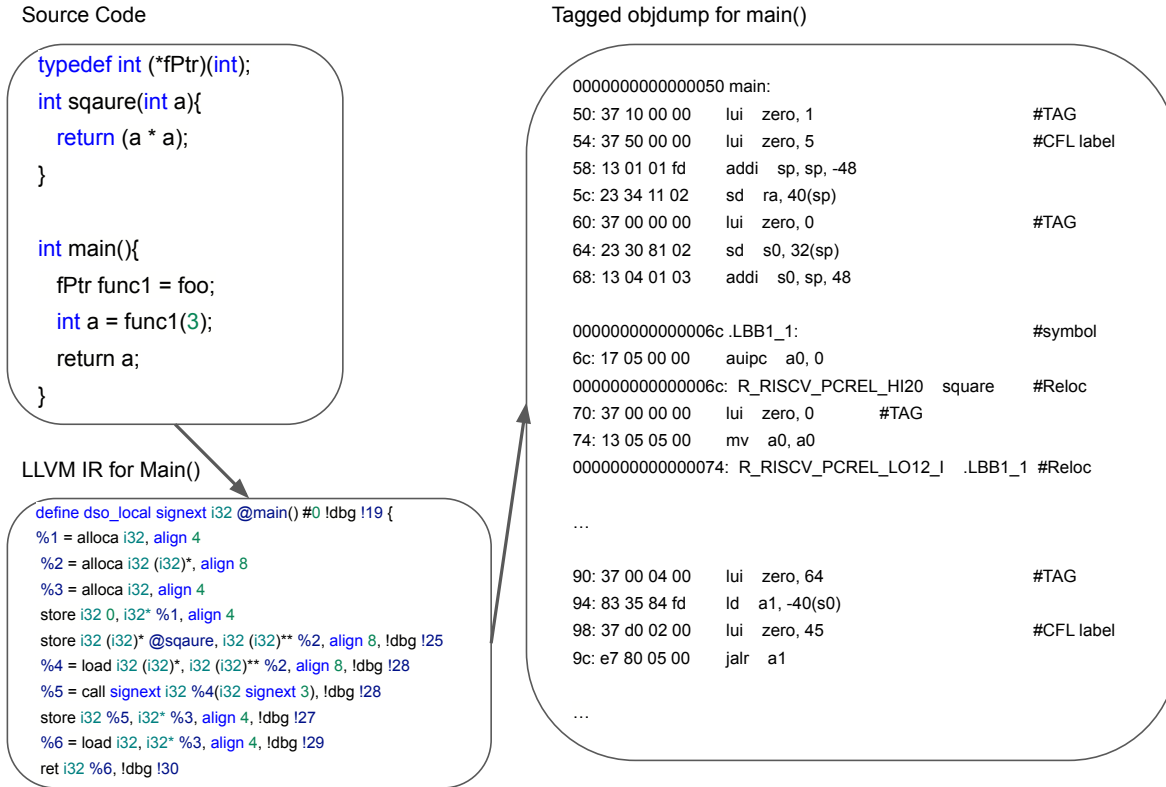 Source Code
typedef int (*fPtr)(int);
int sqaure(int a){
return (a * a);
}
int main(){
fPtr func1 = foo;
int a = func1(3);
return a;
}
LLVM IR for Main()
define dso_local signext i32 @main() #0 !dbg !19 {
%1 = alloca i32, align 4
%2 = alloca i32 (i32)*, align 8
%3 = alloca i32, align 4
store i32 0, i32* %1, align 4
store i32 (i32)* @sqaure, i32 (i32)** %2, align 8, !dbg !25
%4 = load i32 (i32)*, i32 (i32)** %2, align 8, !dbg !28
%5 = call signext i32 %4(i32 signext 3), !dbg !28
store i32 %5, i32* %3, align 4, !dbg !27
%6 = load i32, i32* %3, align 4, !dbg !29
ret i32 %6, !dbg !30
Tagged objdump for main()
0000000000000050 main:
50: 37 10 00 00 lui zero, 1 #TAG
54: 37 50 00 00 lui zero, 5 #CFL label
58: 13 01 01 fd addi sp, sp, -48
5c: 23 34 11 02 sd ra, 40(sp)
60: 37 00 00 00 lui zero, 0 #TAG
64: 23 30 81 02 sd s0, 32(sp)
68: 13 04 01 03 addi s0, sp, 48
000000000000006c .LBB1_1: #symbol
6c: 17 05 00 00 auipc a0, 0
000000000000006c: R_RISCV_PCREL_HI20 square #Reloc
70: 37 00 00 00 lui zero, 0 #TAG
74: 13 05 05 00 mv a0, a0
0000000000000074: R_RISCV_PCREL_LO12_I .LBB1_1 #Reloc
…
90: 37 00 04 00 lui zero, 64 #TAG
94: 83 35 84 fd ld a1, -40(s0)
98: 37 d0 02 00 lui zero, 45 #CFL label
9c: e7 80 05 00 jalr a1
…